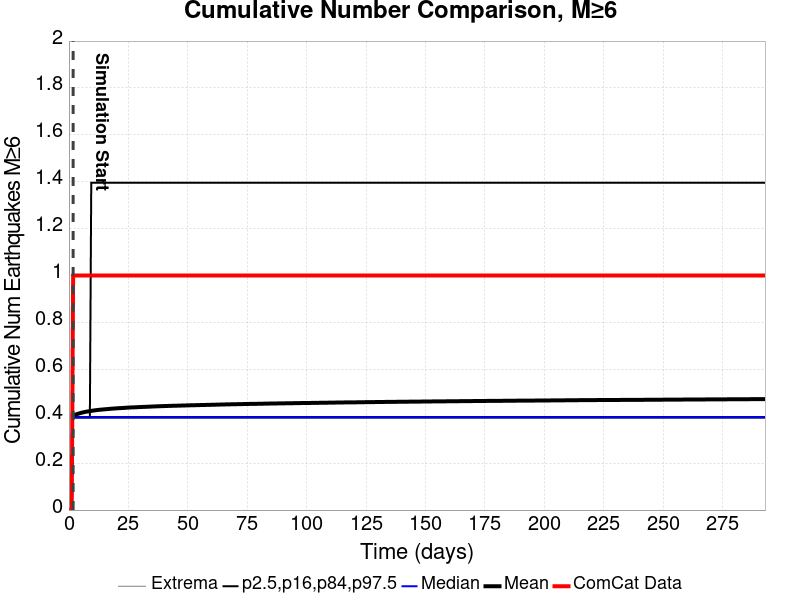 Cumulative Number Comparison, M≥6
Cumulative Num Earthquakes M≥6
2
1.8
1.6
1.4
1.2
1
0.8
0.6
0.4
0.2
0
Simulation Start
0 25 50 75 100 125 150 175 200 225 250 275
Time (days)
Extrema p2.5,p16,p84,p97.5 Median Mean ComCat Data